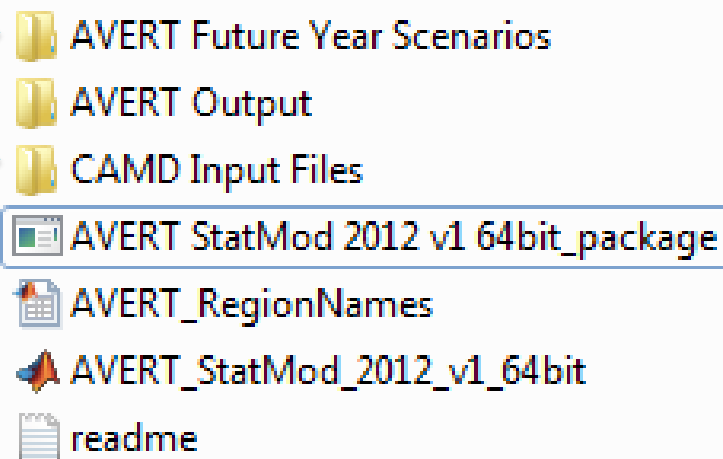 AVERT Future Year Scenarios
AVERT Output
CAMD Input Files
AVERT StatMod 2012 v1 64bit_package
AVERT_RegionNames
AVERT_StatMod_2012_v1_64bit
readme